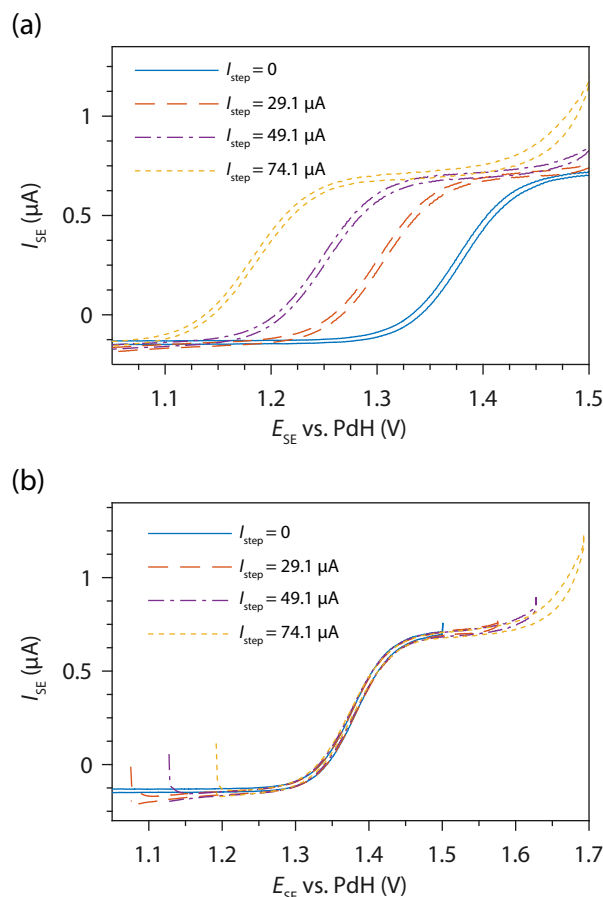 (a)
I_step = 0
I_step = 29.1 µA
I_step = 49.1 µA
I_step = 74.1 µA
1
0.5
0
I_SE (µA)
1.1 1.2 1.3 1.4 1.5
E_SE vs. PdH (V)
(b)
I_step = 0
I_step = 29.1 µA
I_step = 49.1 µA
I_step = 74.1 µA
1
0.5
0
I_SE (µA)
1.1 1.2 1.3 1.4 1.5 1.6 1.7
E_SE vs. PdH (V)